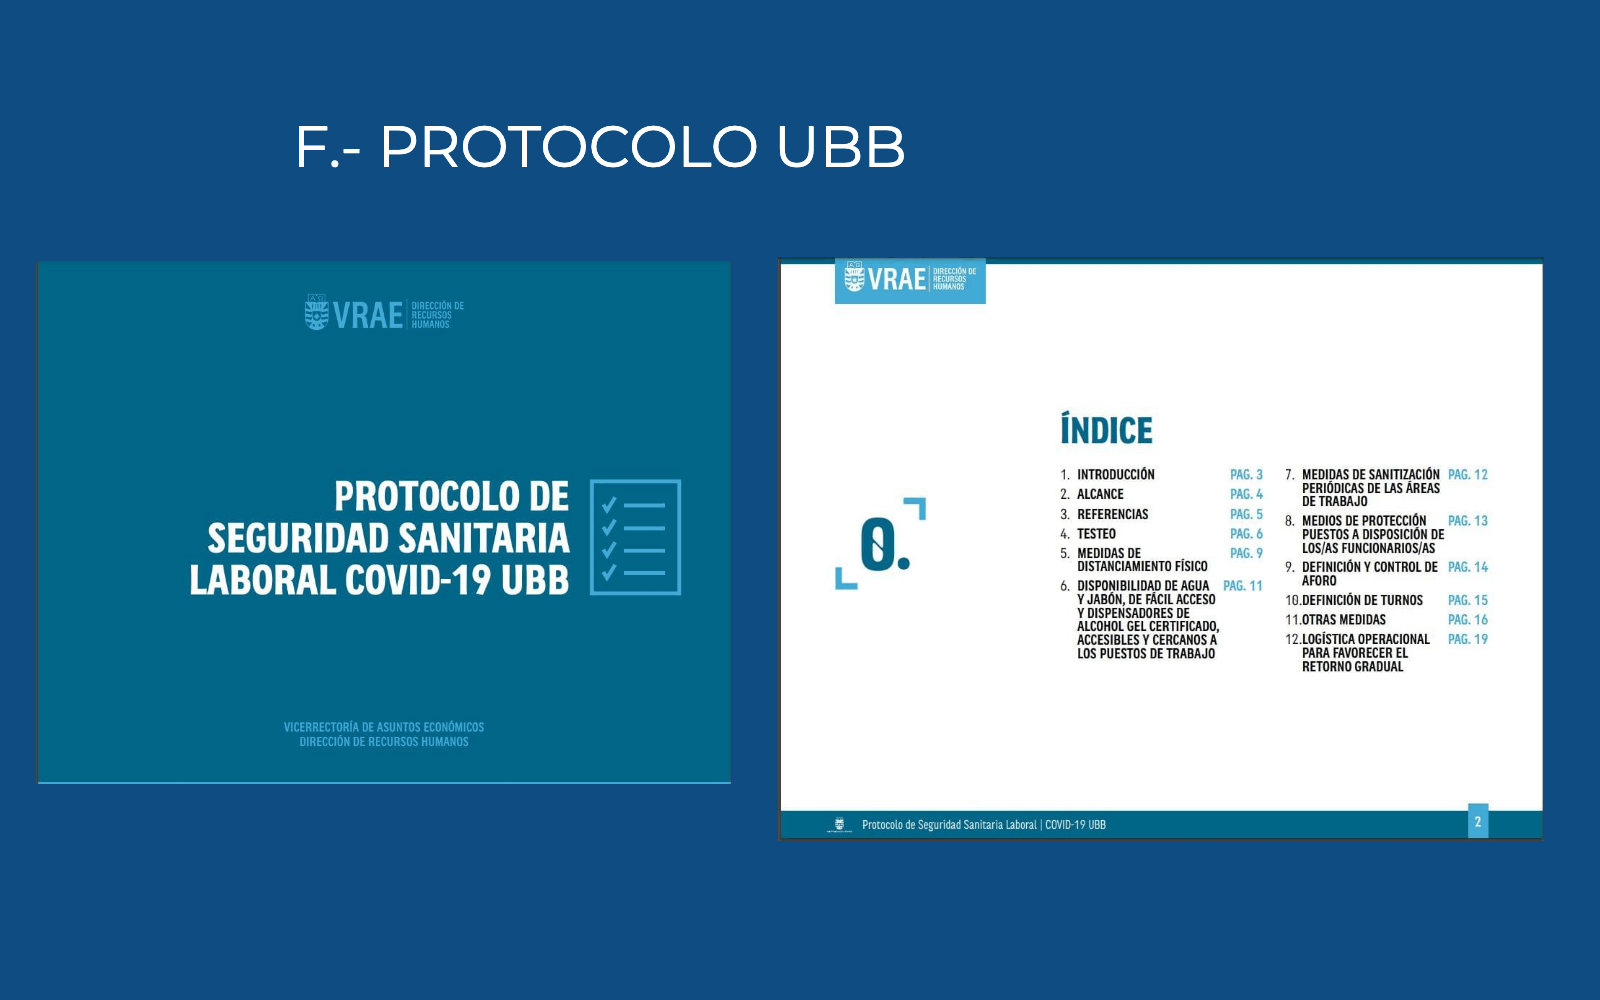 F.- PROTOCOLO UBB
VRAE
DIRECCIÓN DE
RECURSOS
HUMANOS
PROTOCOLO DE
SEGURIDAD SANITARIA
LABORAL COVID-19 UBB
VICERRECTORÍA DE ASUNTOS ECONÓMICOS
DIRECCIÓN DE RECURSOS HUMANOS
VRAE
DIRECCIÓN DE
RECURSOS
HUMANOS
0.
ÍNDICE
1. INTRODUCCIÓN PAG. 3
2. ALCANCE PAG. 4
3. REFERENCIAS PAG. 5
4. TESTEO PAG. 6
5. MEDIDAS DE PAG. 9
DISTANCIAMIENTO FÍSICO
6. DISPONIBILIDAD DE AGUA PAG. 11
Y JABÓN, DE FÁCIL ACCESO
Y DISPENSADORES DE
ALCOHOL GEL CERTIFICADO,
ACCESIBLES Y CERCANOS A
LOS PUESTOS DE TRABAJO
7. MEDIDAS DE SANITIZACIÓN PAG. 12
PERIÓDICAS DE LAS ÁREAS
DE TRABAJO
8. MEDIOS DE PROTECCIÓN PAG. 13
PUESTOS A DISPOSICIÓN DE
LOS/AS FUNCIONARIOS/AS
9. DEFINICIÓN Y CONTROL DE PAG. 14
AFORO
10.DEFINICIÓN DE TURNOS PAG. 15
11.OTRAS MEDIDAS PAG. 16
12.LOGÍSTICA OPERACIONAL PAG. 19
PARA FAVORECER EL
RETORNO GRADUAL
Protocolo de Seguridad Sanitaria Laboral | COVID-19 UBB
2